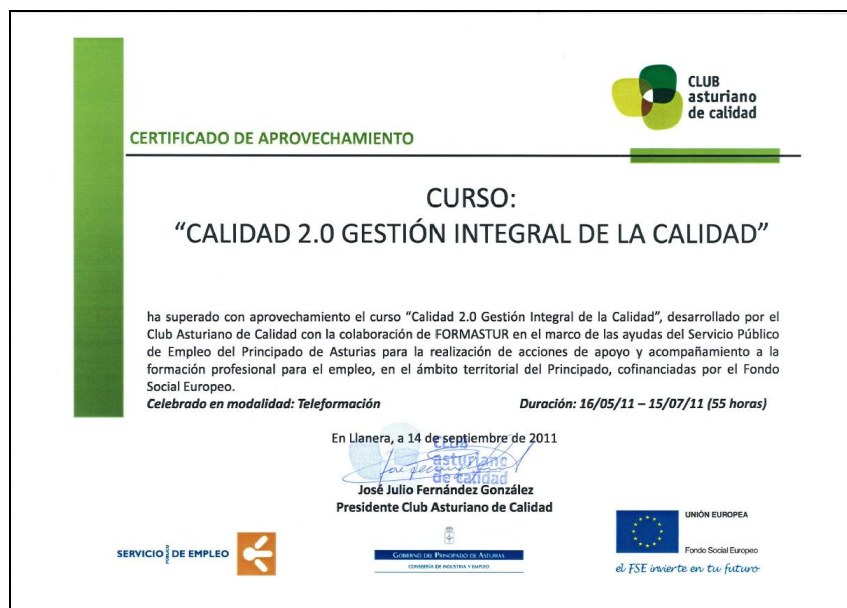 CLUB
asturiano
de calidad
CERTIFICADO DE APROVECHAMIENTO
CURSO:
“CALIDAD 2.0 GESTIÓN INTEGRAL DE LA CALIDAD”
ha superado con aprovechamiento el curso “Calidad 2.0 Gestión Integral de la Calidad”, desarrollado por el
Club Asturiano de Calidad con la colaboración de FORMASTUR en el marco de las ayudas del Servicio Público
de Empleo del Principado de Asturias para la realización de acciones de apoyo y acompañamiento a la
formación profesional para el empleo, en el ámbito territorial del Principado, cofinanciadas por el Fondo
Social Europeo.
Celebrado en modalidad: Teleformación Duración: 16/05/11 – 15/07/11 (55 horas)
En Llanera, a 14 de septiembre de 2011
CLUB
asturiano
de calidad
José Julio Fernández González
Presidente Club Asturiano de Calidad
SERVICIO PÚBLICO DE EMPLEO
GOBIERNO DEL PRINCIPADO DE ASTURIAS
CONSEJERÍA DE INDUSTRIA Y EMPLEO
UNIÓN EUROPEA
Fondo Social Europeo
el FSE invierte en tu futuro